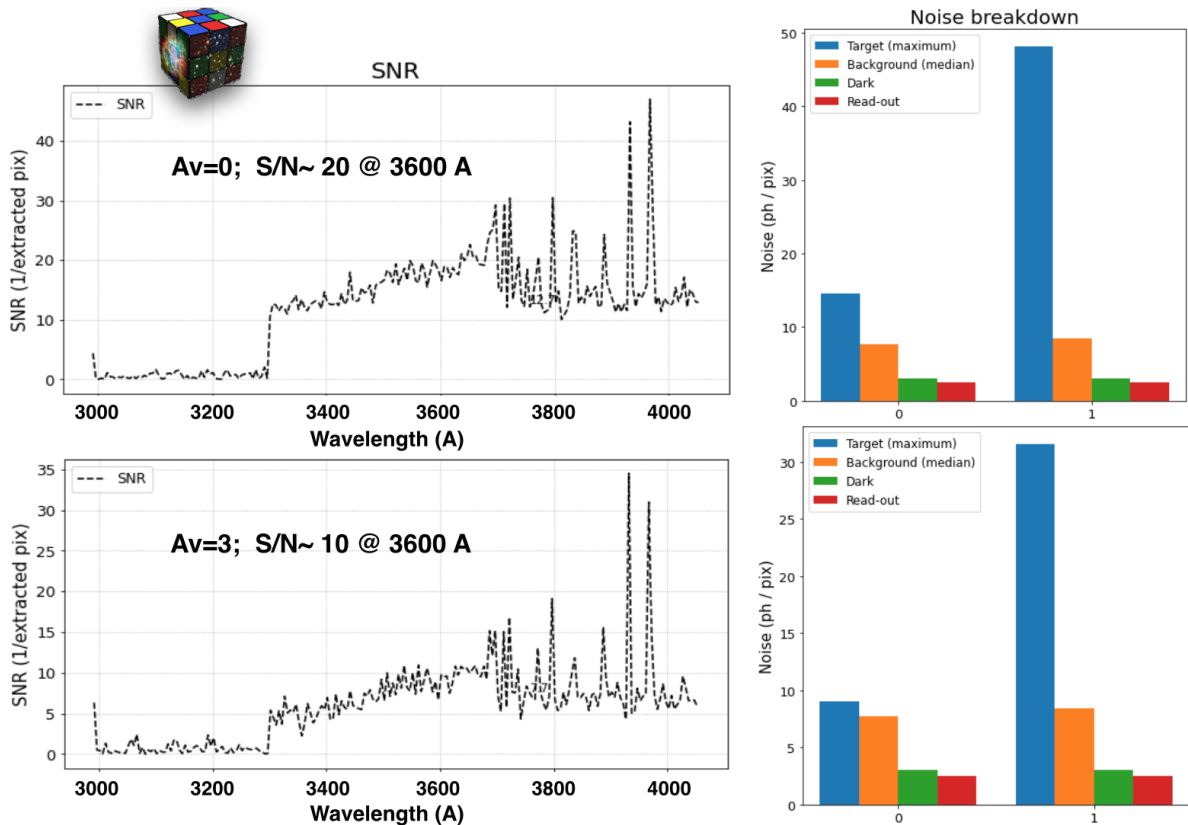 SNR
SNR
Av=0; S/N~ 20 @ 3600 A
SNR (1/extracted pix)
40
30
20
10
0
3000 3200 3400 3600 3800 4000
Wavelength (A)
Noise breakdown
Target (maximum)
Background (median)
Dark
Read-out
Noise (ph / pix)
50
40
30
20
10
0
0 1
SNR
Av=3; S/N~ 10 @ 3600 A
SNR (1/extracted pix)
35
30
25
20
15
10
5
0
3000 3200 3400 3600 3800 4000
Wavelength (A)
Target (maximum)
Background (median)
Dark
Read-out
Noise (ph / pix)
30
25
20
15
10
5
0
0 1